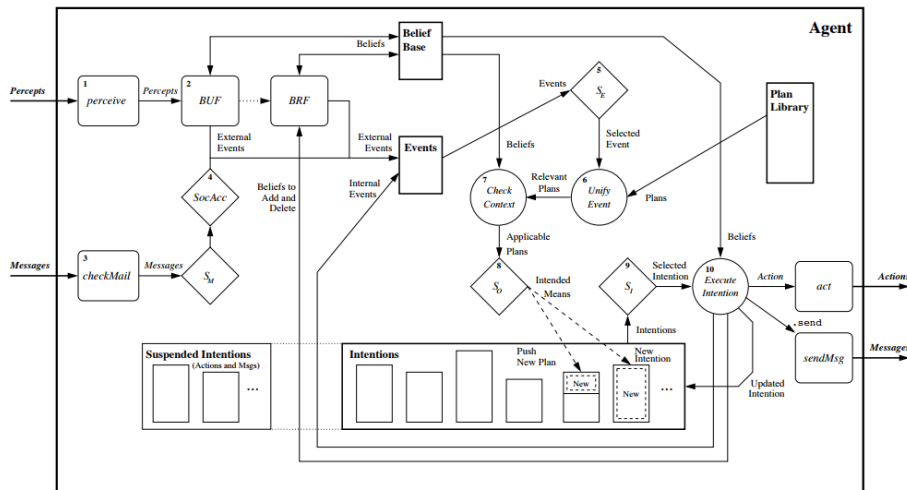 Agent
Belief
Base
Beliefs
Events
5
S_E
Plan
Library
Percepts
1
perceive
Percepts
2
BUF
BRF
External
Events
External
Events
Events
Selected
Event
4
SocAcc
Beliefs to
Add and
Delete
Internal
Events
Beliefs
7
Check
Context
Relevant
Plans
6
Unify
Event
Plans
Messages
3
checkMail
Messages
S_M
Applicable
Plans
8
S_O
Intended
Means
9
S_I
Selected
Intention
Beliefs
10
Execute
Intention
Action
act
Actions
.send
sendMsg
Messages
Intentions
Suspended Intentions
(Actions and Msgs)
...
Intentions
Push
New Plan
New
Intention
New
New
...
Updated
Intention